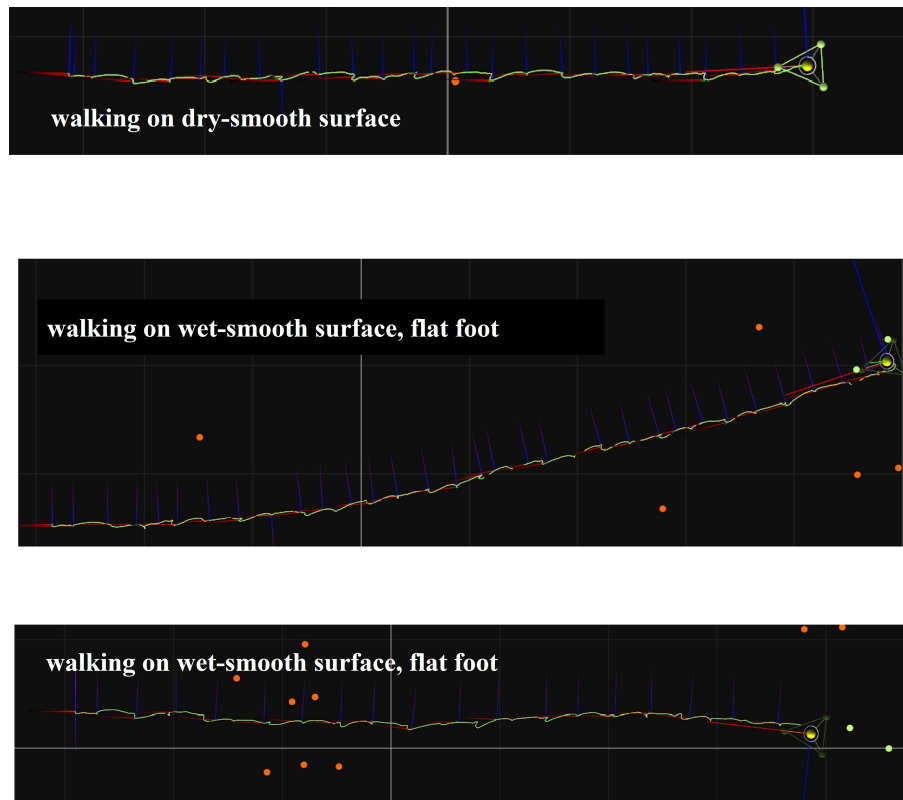 walking on dry-smooth surface
walking on wet-smooth surface, flat foot
walking on wet-smooth surface, flat foot